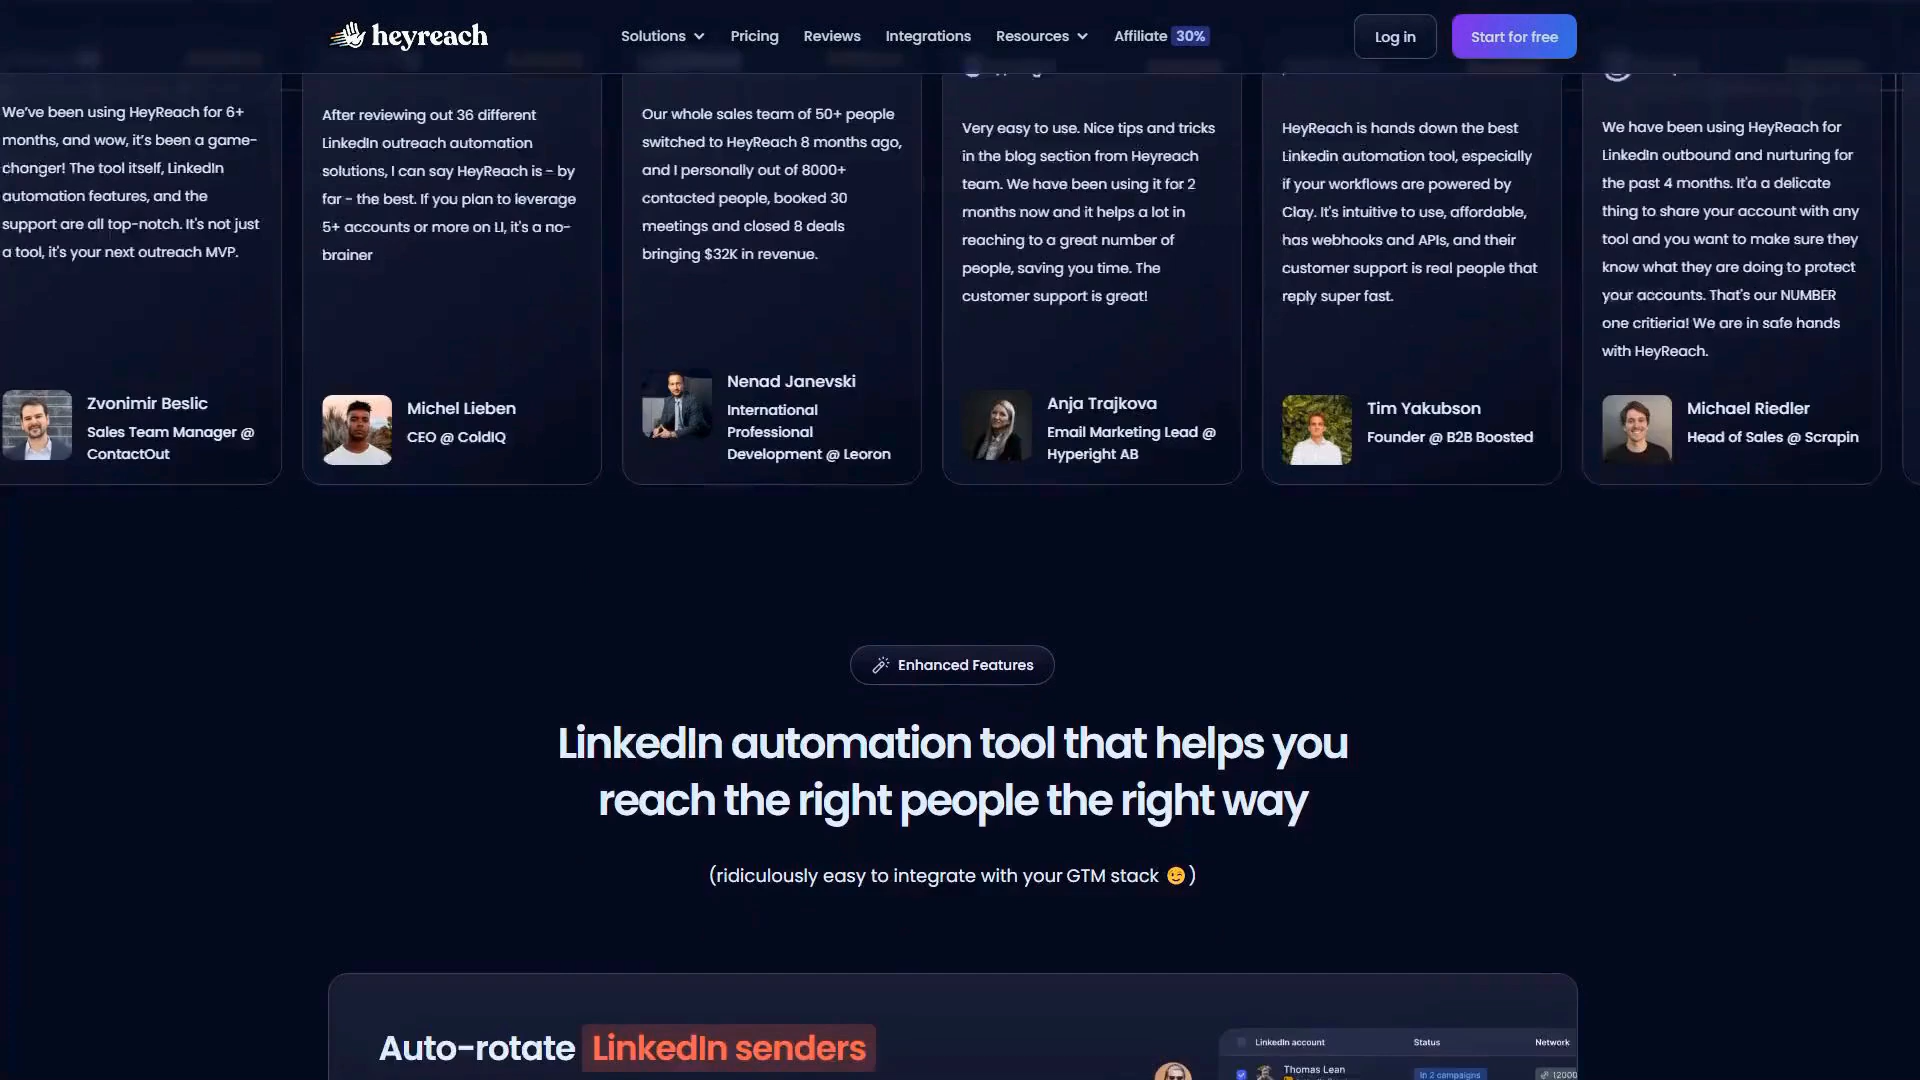 heyreach
Solutions
Pricing
Reviews
Integrations
Resources
Affiliate 30%
Log in
Start for free
We've been using HeyReach for 6+
months, and wow, it's been a game-
changer! The tool itself, LinkedIn
automation features, and the
support are all top-notch. It's not just
a tool, it's your next outreach MVP.
Zvonimir Beslic
Sales Team Manager @
ContactOut
After reviewing out 36 different
LinkedIn outreach automation
solutions, I can say HeyReach is - by
far - the best. If you plan to leverage
5+ accounts or more on LI, it's a no-
brainer
Michel Lieben
CEO @ ColdIQ
Our whole sales team of 50+ people
switched to HeyReach 8 months ago,
and I personally out of 8000+
contacted people, booked 30
meetings and closed 8 deals
bringing $32K in revenue.
Nenad Janevski
International
Professional
Development @ Leoron
Very easy to use. Nice tips and tricks
in the blog section from Heyreach
team. We have been using it for 2
months now and it helps a lot in
reaching to a great number of
people, saving you time. The
customer support is great!
Anja Trajkova
Email Marketing Lead @
Hyperight AB
HeyReach is hands down the best
Linkedin automation tool, especially
if your workflows are powered by
Clay. It's intuitive to use, affordable,
has webhooks and APIs, and their
customer support is real people that
reply super fast.
Tim Yakubson
Founder @ B2B Boosted
We have been using HeyReach for
LinkedIn outbound and nurturing for
the past 4 months. It'a a delicate
thing to share your account with any
tool and you want to make sure they
know what they are doing to protect
your accounts. That's our NUMBER
one critieria! We are in safe hands
with HeyReach.
Michael Riedler
Head of Sales @ Scrapin
Enhanced Features
LinkedIn automation tool that helps you
reach the right people the right way
(ridiculously easy to integrate with your GTM stack 😉)
Auto-rotate LinkedIn senders
LinkedIn account
Status
Network
Thomas Lean
In 2 campaigns
12000